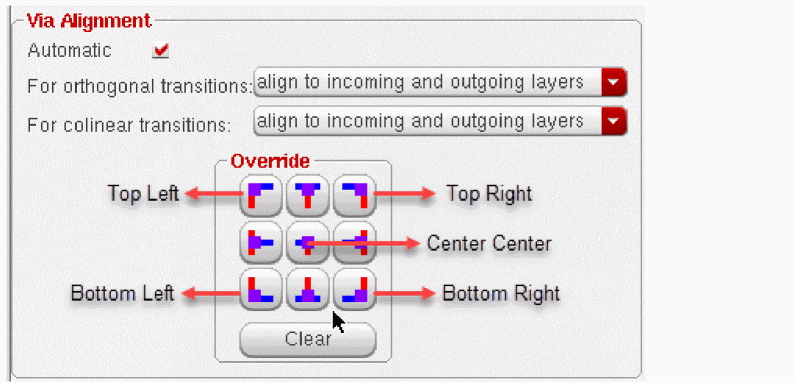 Via Alignment
Automatic
For orthogonal transitions: align to incoming and outgoing layers
For colinear transitions: align to incoming and outgoing layers
Override
Top Left Top Right
Center Center
Bottom Left Bottom Right
Clear